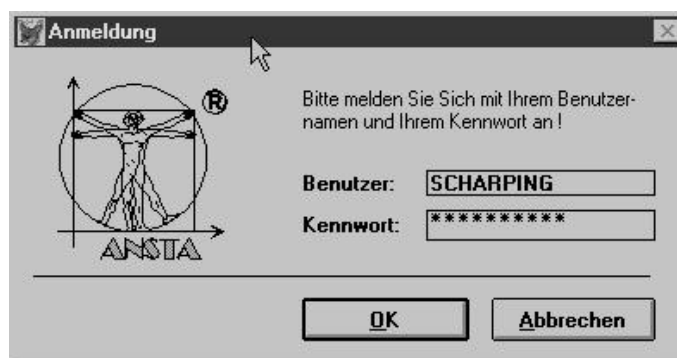 Anmeldung
®
Bitte melden Sie Sich mit Ihrem Benutzer-
namen und Ihrem Kennwort an !
Benutzer: SCHARPING
Kennwort: **********
ANSTA
OK Abbrechen